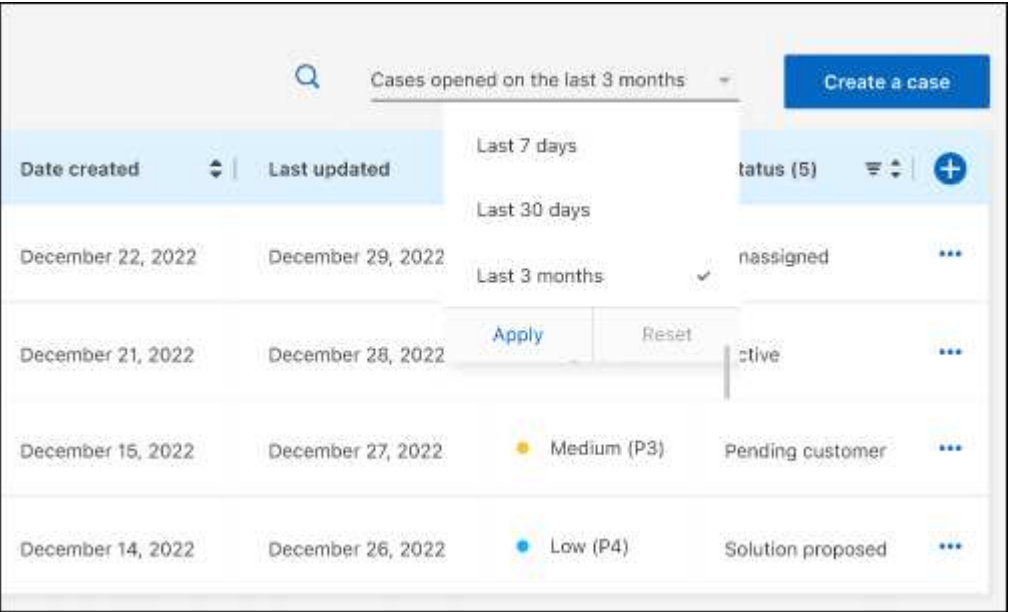 Cases opened on the last 3 months
Create a case
Last 7 days
Last 30 days
Last 3 months
Apply Reset
Date created Last updated tatus (5)
December 22, 2022 December 29, 2022 nassigned
December 21, 2022 December 28, 2022 ctive
December 15, 2022 December 27, 2022 Medium (P3) Pending customer
December 14, 2022 December 26, 2022 Low (P4) Solution proposed